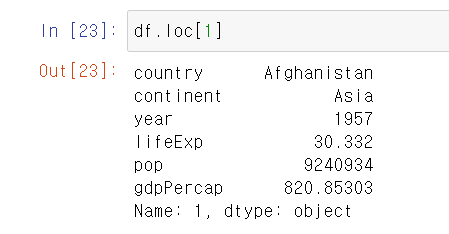 In [23]: df.loc[1]
Out[23]: country Afghanistan
continent Asia
year 1957
lifeExp 30.332
pop 9240934
gdpPercap 820.85303
Name: 1, dtype: object